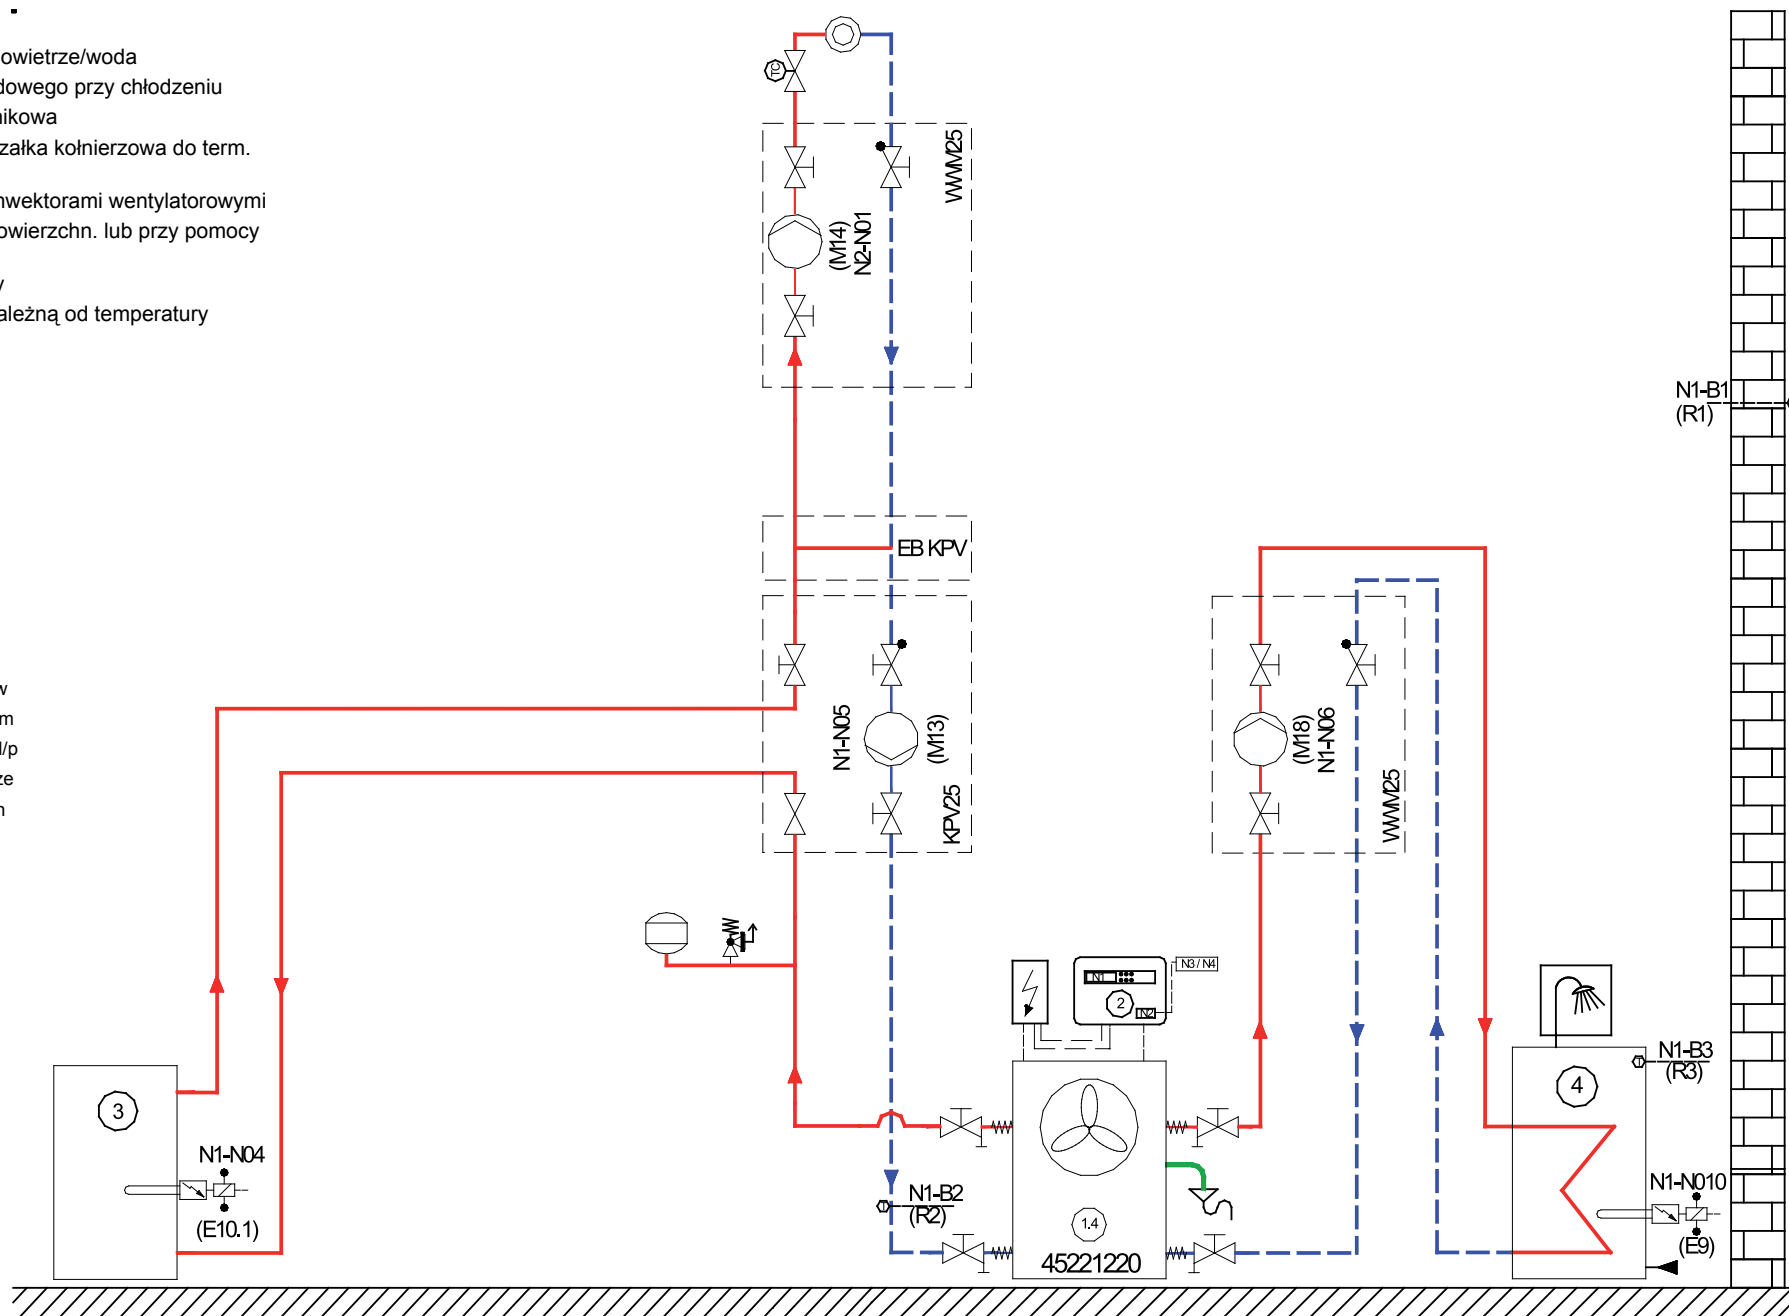 owietrze/woda
dowego przy chłodzeniu
nikowa
załka kołnierzowa do term.
nwektorami wentylatorowymi
owierzchn. lub przy pomocy
y
ależną od temperatury
w
m
l/p
ze
n
TC
WWM25
(M14)
N2-N01
N1-B1
(R1)
EB KPV
N1-N05
(M13)
KPV25
(M18)
N1-N06
WWM25
N1
2
N2
N3 / N4
3
N1-N04
(E10.1)
N1-B2
(R2)
1.4
45221220
4
N1-B3
(R3)
N1-N010
(E9)